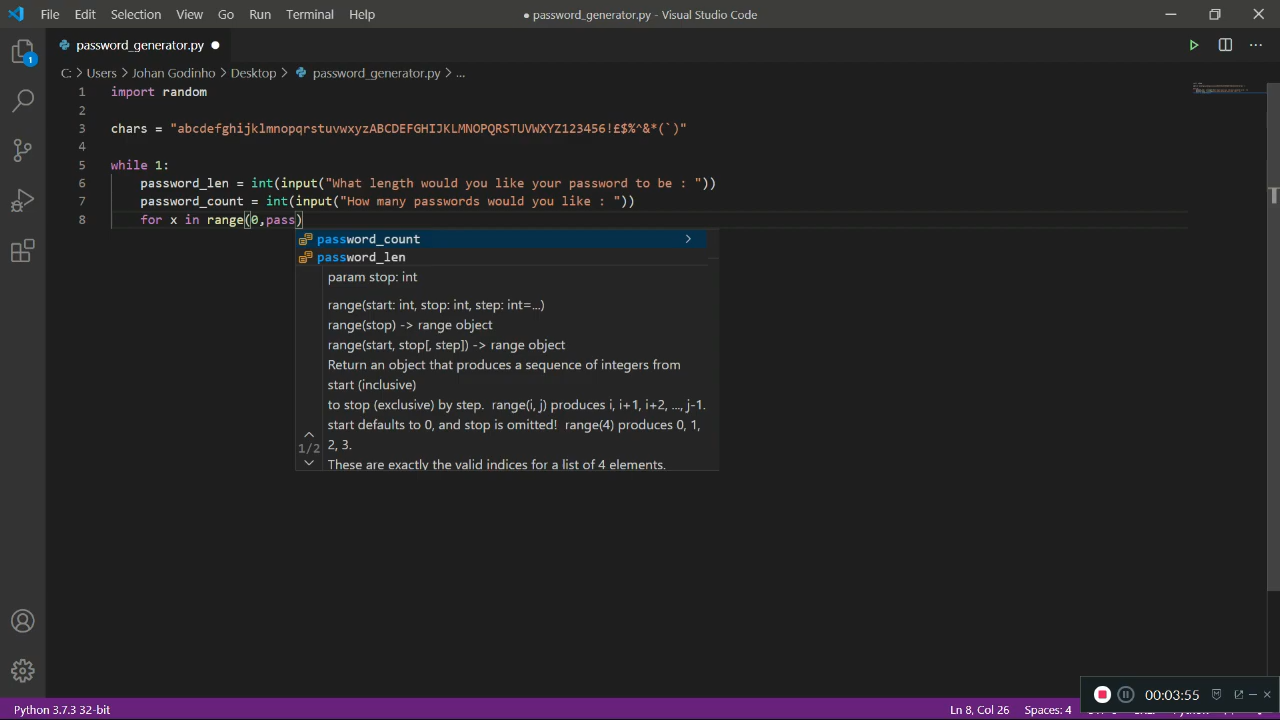 File Edit Selection View Go Run Terminal Help
● password_generator.py - Visual Studio Code
password_generator.py ●
C: > Users > Johan Godinho > Desktop > password_generator.py > ...
1 import random
2
3 chars = "abcdefghijklmnopqrstuvwxyzABCDEFGHIJKLMNOPQRSTUVWXYZ123456!£$%^&*(`)"
4
5 while 1:
6 password_len = int(input("What length would you like your password to be : "))
7 password_count = int(input("How many passwords would you like : "))
8 for x in range(0,pass)
password_count
password_len
param stop: int
range(start: int, stop: int, step: int=...)
range(stop) -> range object
range(start, stop[, step]) -> range object
Return an object that produces a sequence of integers from
start (inclusive)
to stop (exclusive) by step. range(i, j) produces i, i+1, i+2, ..., j-1.
start defaults to 0, and stop is omitted! range(4) produces 0, 1,
1/2
2, 3.
These are exactly the valid indices for a list of 4 elements.
1
00:03:55
Python 3.7.3 32-bit
Ln 8, Col 26 Spaces: 4